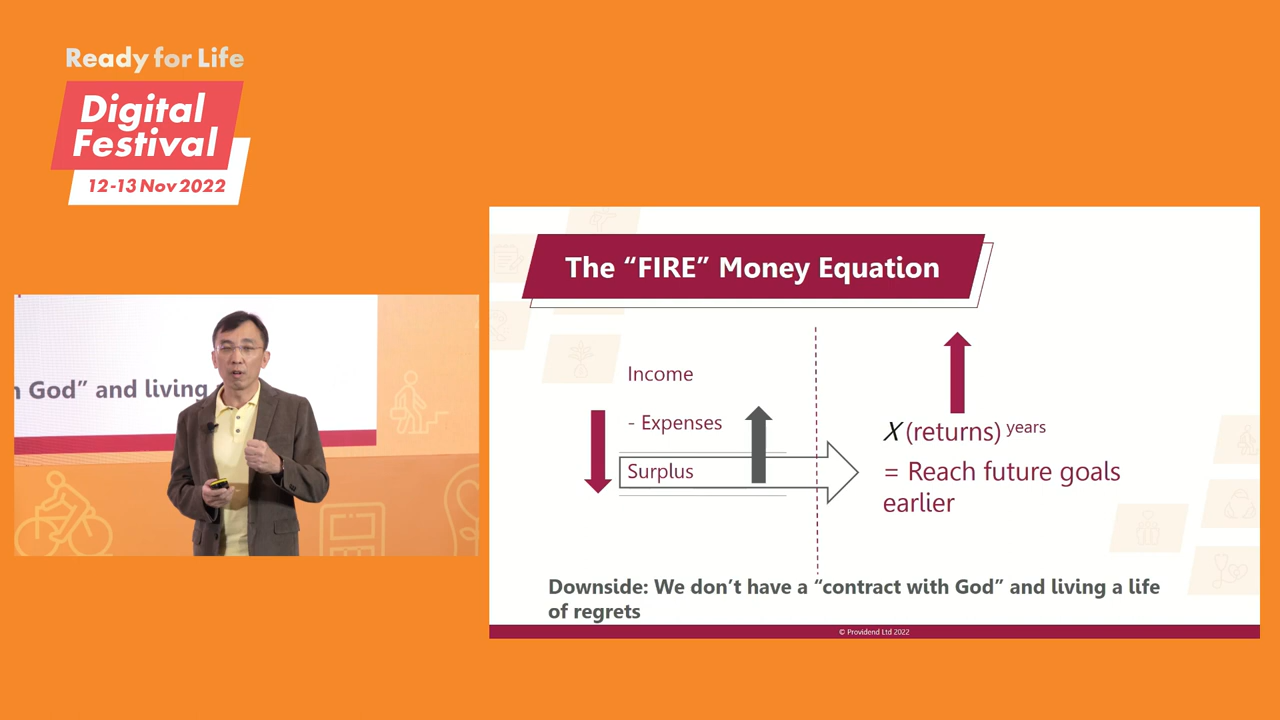 Ready for Life
Digital
Festival
12-13 Nov 2022
God” and living
The “FIRE” Money Equation
Income
- Expenses
Surplus
X (returns) years
= Reach future goals
earlier
Downside: We don’t have a “contract with God” and living a life
of regrets
© Providend Ltd 2022